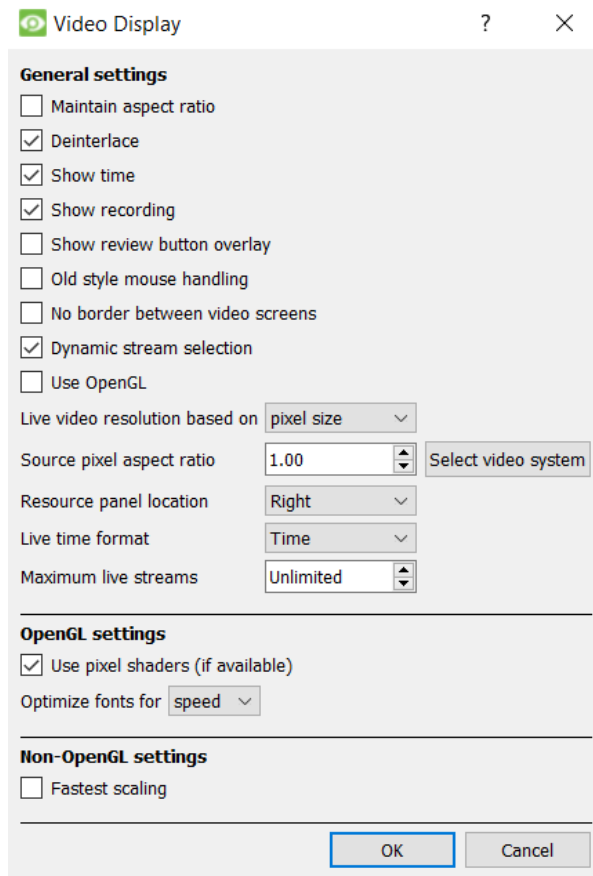 Video Display ?
General settings
Maintain aspect ratio
Deinterlace
Show time
Show recording
Show review button overlay
Old style mouse handling
No border between video screens
Dynamic stream selection
Use OpenGL
Live video resolution based on pixel size
Source pixel aspect ratio 1.00 Select video system
Resource panel location Right
Live time format Time
Maximum live streams Unlimited
OpenGL settings
Use pixel shaders (if available)
Optimize fonts for speed
Non-OpenGL settings
Fastest scaling
OK Cancel